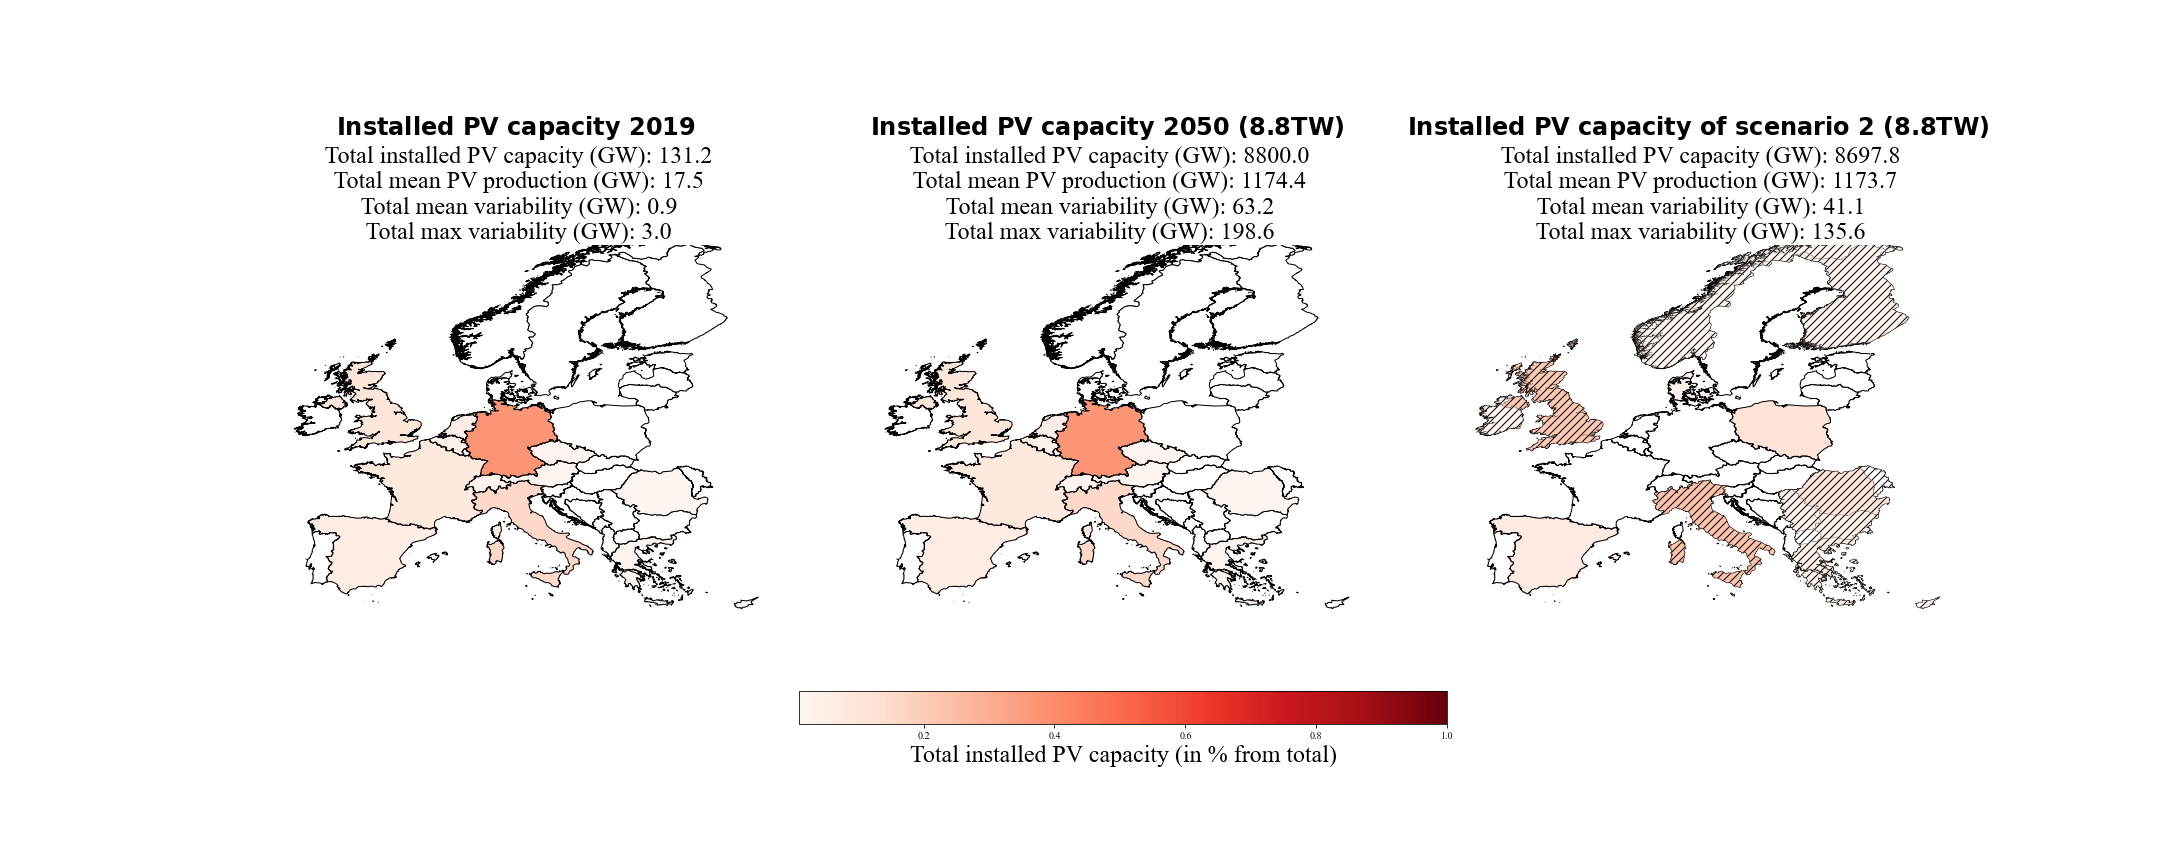 Installed PV capacity 2019
Total installed PV capacity (GW): 131.2
Total mean PV production (GW): 17.5
Total mean variability (GW): 0.9
Total max variability (GW): 3.0
Installed PV capacity 2050 (8.8TW)
Total installed PV capacity (GW): 8800.0
Total mean PV production (GW): 1174.4
Total mean variability (GW): 63.2
Total max variability (GW): 198.6
Installed PV capacity of scenario 2 (8.8TW)
Total installed PV capacity (GW): 8697.8
Total mean PV production (GW): 1173.7
Total mean variability (GW): 41.1
Total max variability (GW): 135.6
0.2 0.4 0.6 0.8 1.0
Total installed PV capacity (in % from total)